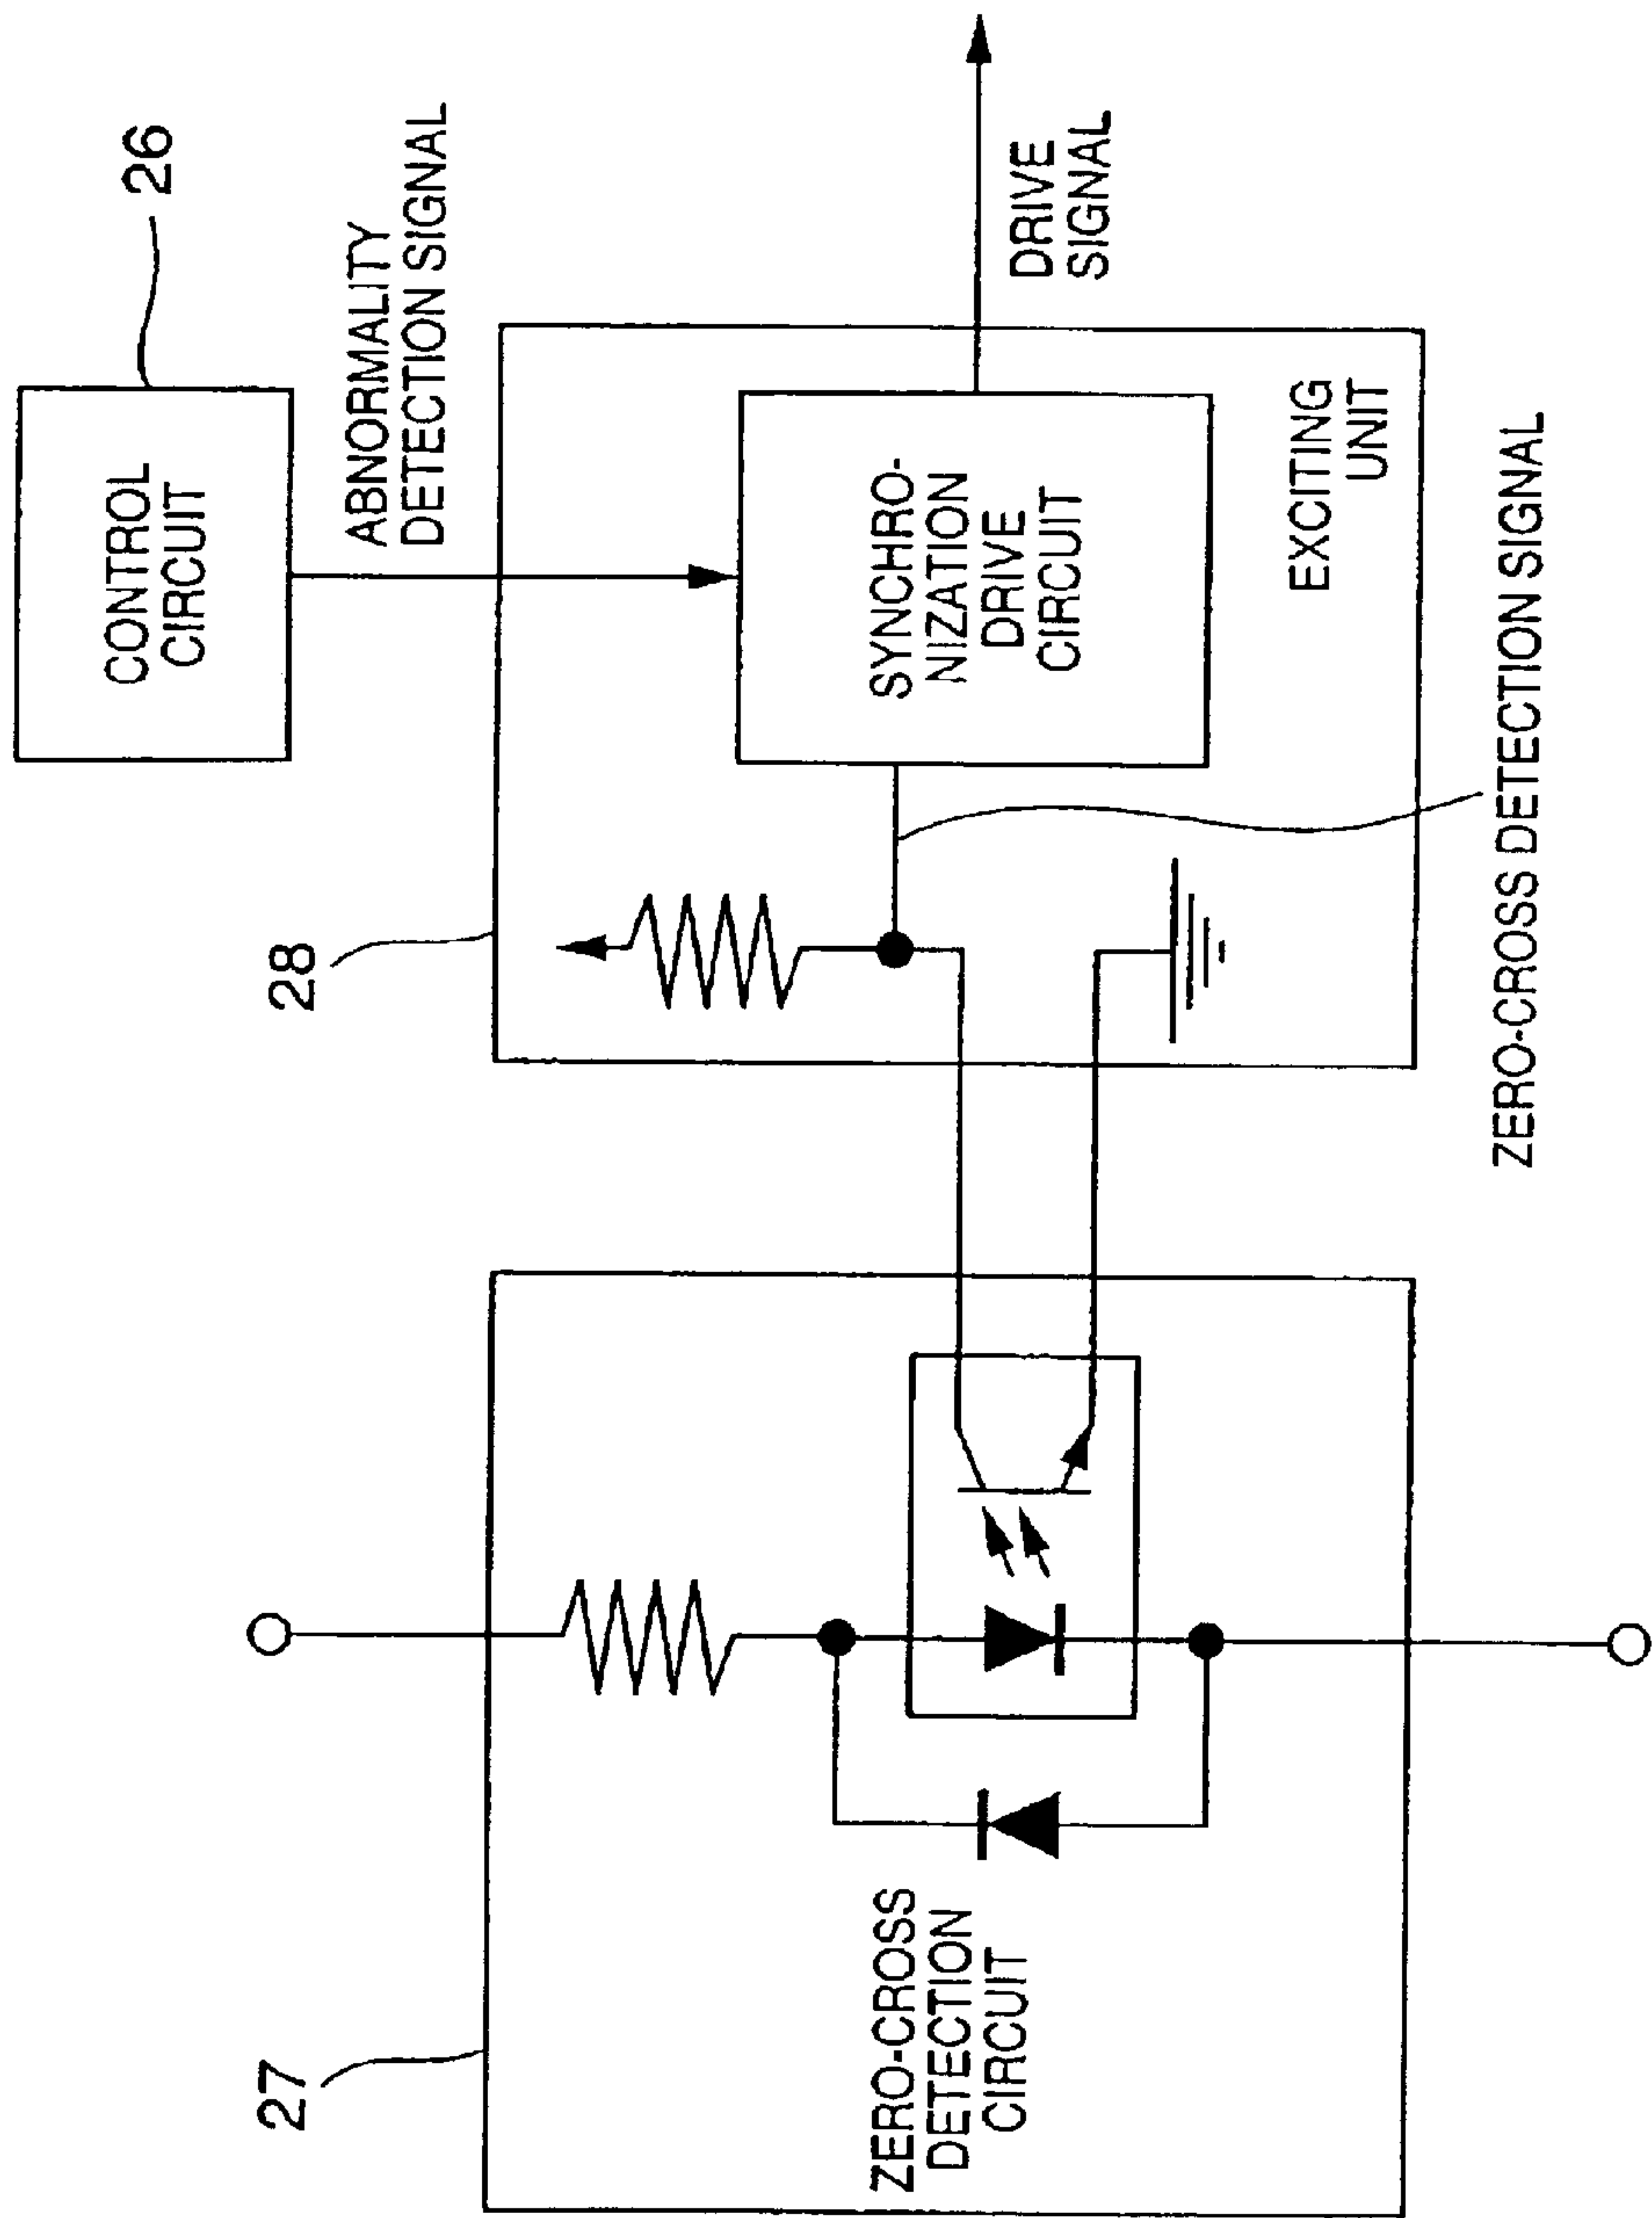 26
CONTROL
CIRCUIT
ABNORMALITY
DETECTION SIGNAL
28
SYNCHRO-
NIZATION
DRIVE
CIRCUIT
EXCITING
UNIT
DRIVE
SIGNAL
27
ZERO-CROSS
DETECTION
CIRCUIT
ZERO-CROSS DETECTION SIGNAL